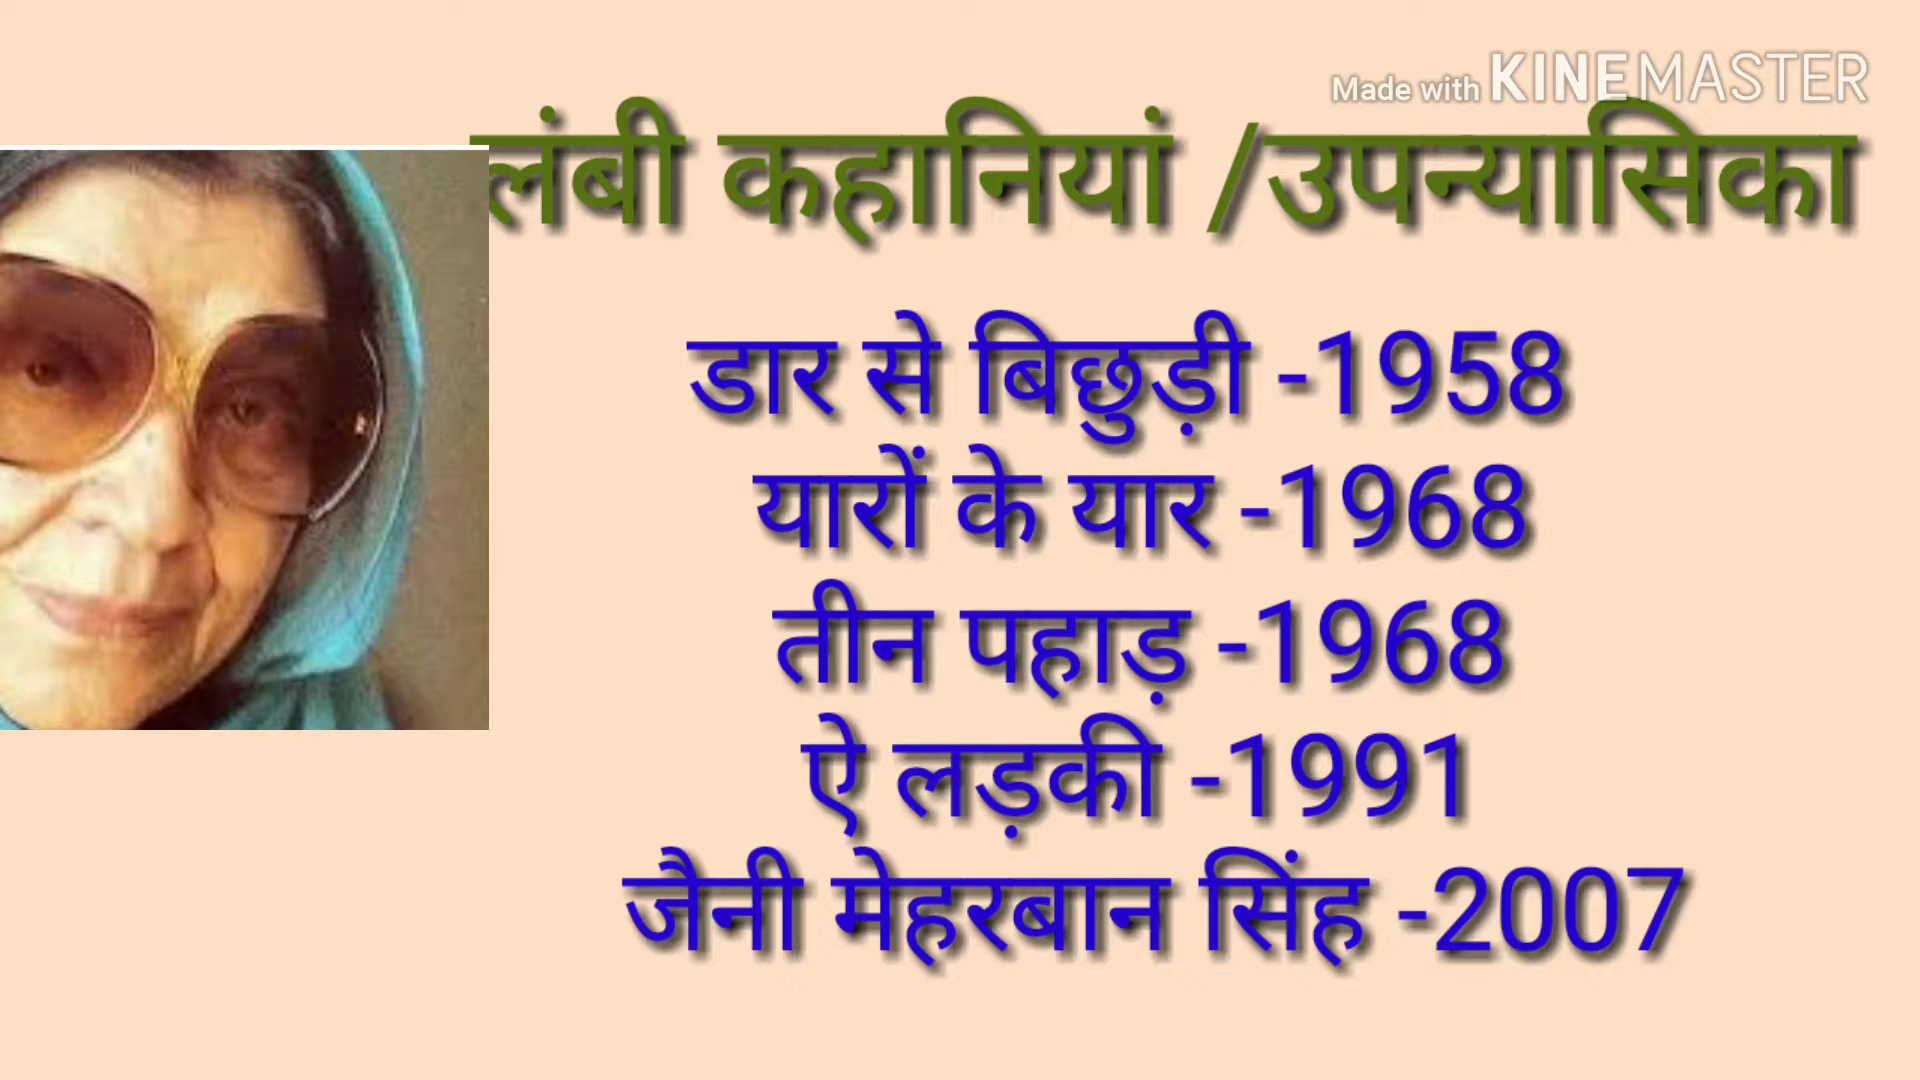 Made with KINEMASTER
लंबी कहानियां /उपन्यासिका
डार से बिछुड़ी -1958
यारों के यार -1968
तीन पहाड़ -1968
ऐ लड़की -1991
जैनी मेहरबान सिंह -2007